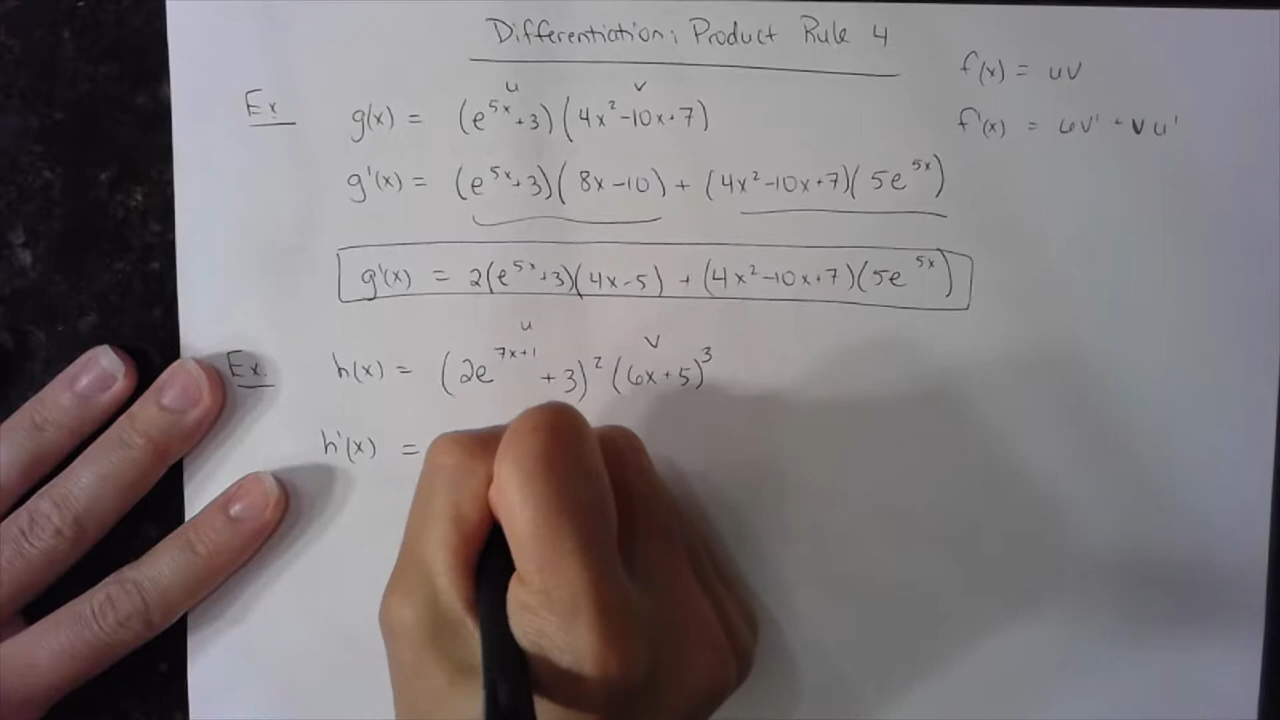 Differentiation: Product Rule 4
f(x) = uv
f'(x) = uv' + vu'
u v
Ex g(x) = (e^{5x}+3)(4x²-10x+7)
g'(x) = (e^{5x}+3)(8x-10) + (4x²-10x+7)(5e^{5x})
g'(x) = 2(e^{5x}+3)(4x-5) + (4x²-10x+7)(5e^{5x})
u v
Ex. h(x) = (2e^{7x+1} +3)²(6x+5)³
h'(x) =